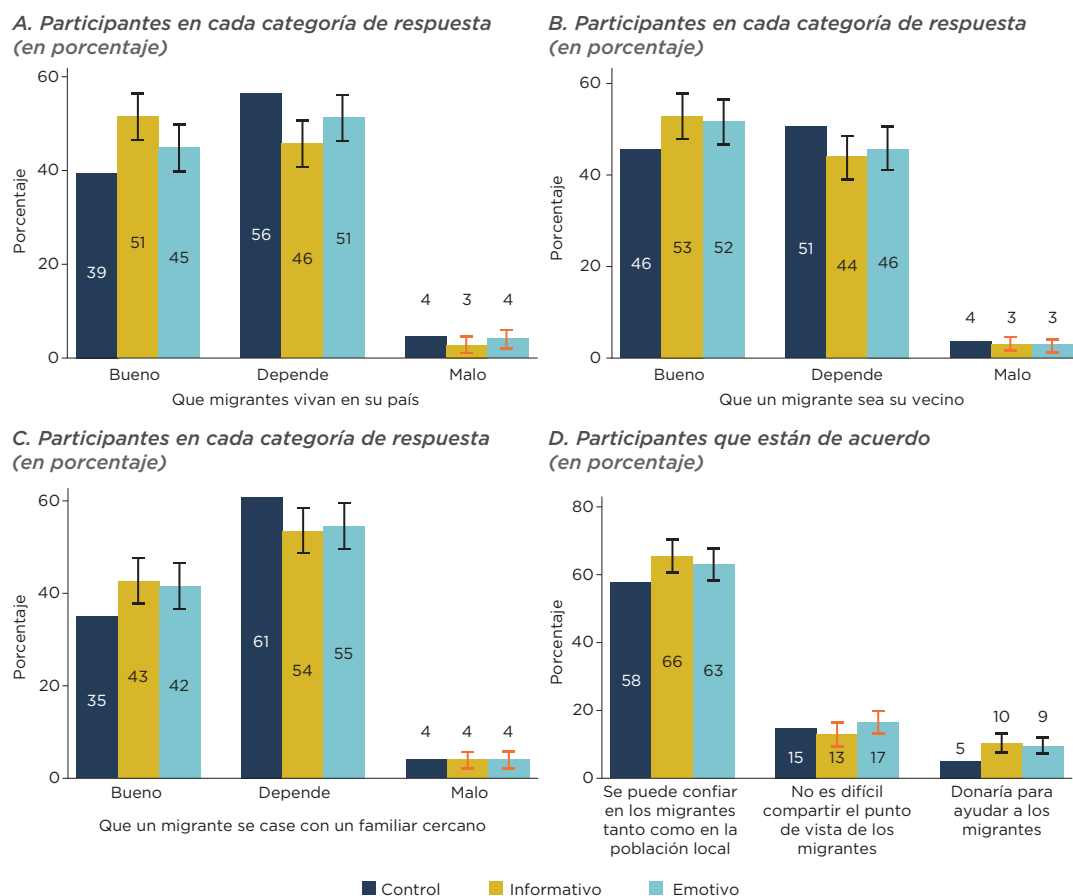 A. Participantes en cada categoría de respuesta
(en porcentaje)
60
40
20
0
Porcentaje
39
51
45
56
46
51
4
3
4
Bueno
Depende
Malo
Que migrantes vivan en su país
B. Participantes en cada categoría de respuesta
(en porcentaje)
60
40
20
0
Porcentaje
46
53
52
51
44
46
4
3
3
Bueno
Depende
Malo
Que un migrante sea su vecino
C. Participantes en cada categoría de respuesta
(en porcentaje)
60
40
20
0
Porcentaje
35
43
42
61
54
55
4
4
4
Bueno
Depende
Malo
Que un migrante se case con un familiar cercano
D. Participantes que están de acuerdo
(en porcentaje)
80
60
40
20
0
Porcentaje
58
66
63
15
13
17
5
10
9
Se puede confiar
en los migrantes
tanto como en la
población local
No es difícil
compartir el punto
de vista de los
migrantes
Donaría para
ayudar a los
migrantes
Control
Informativo
Emotivo